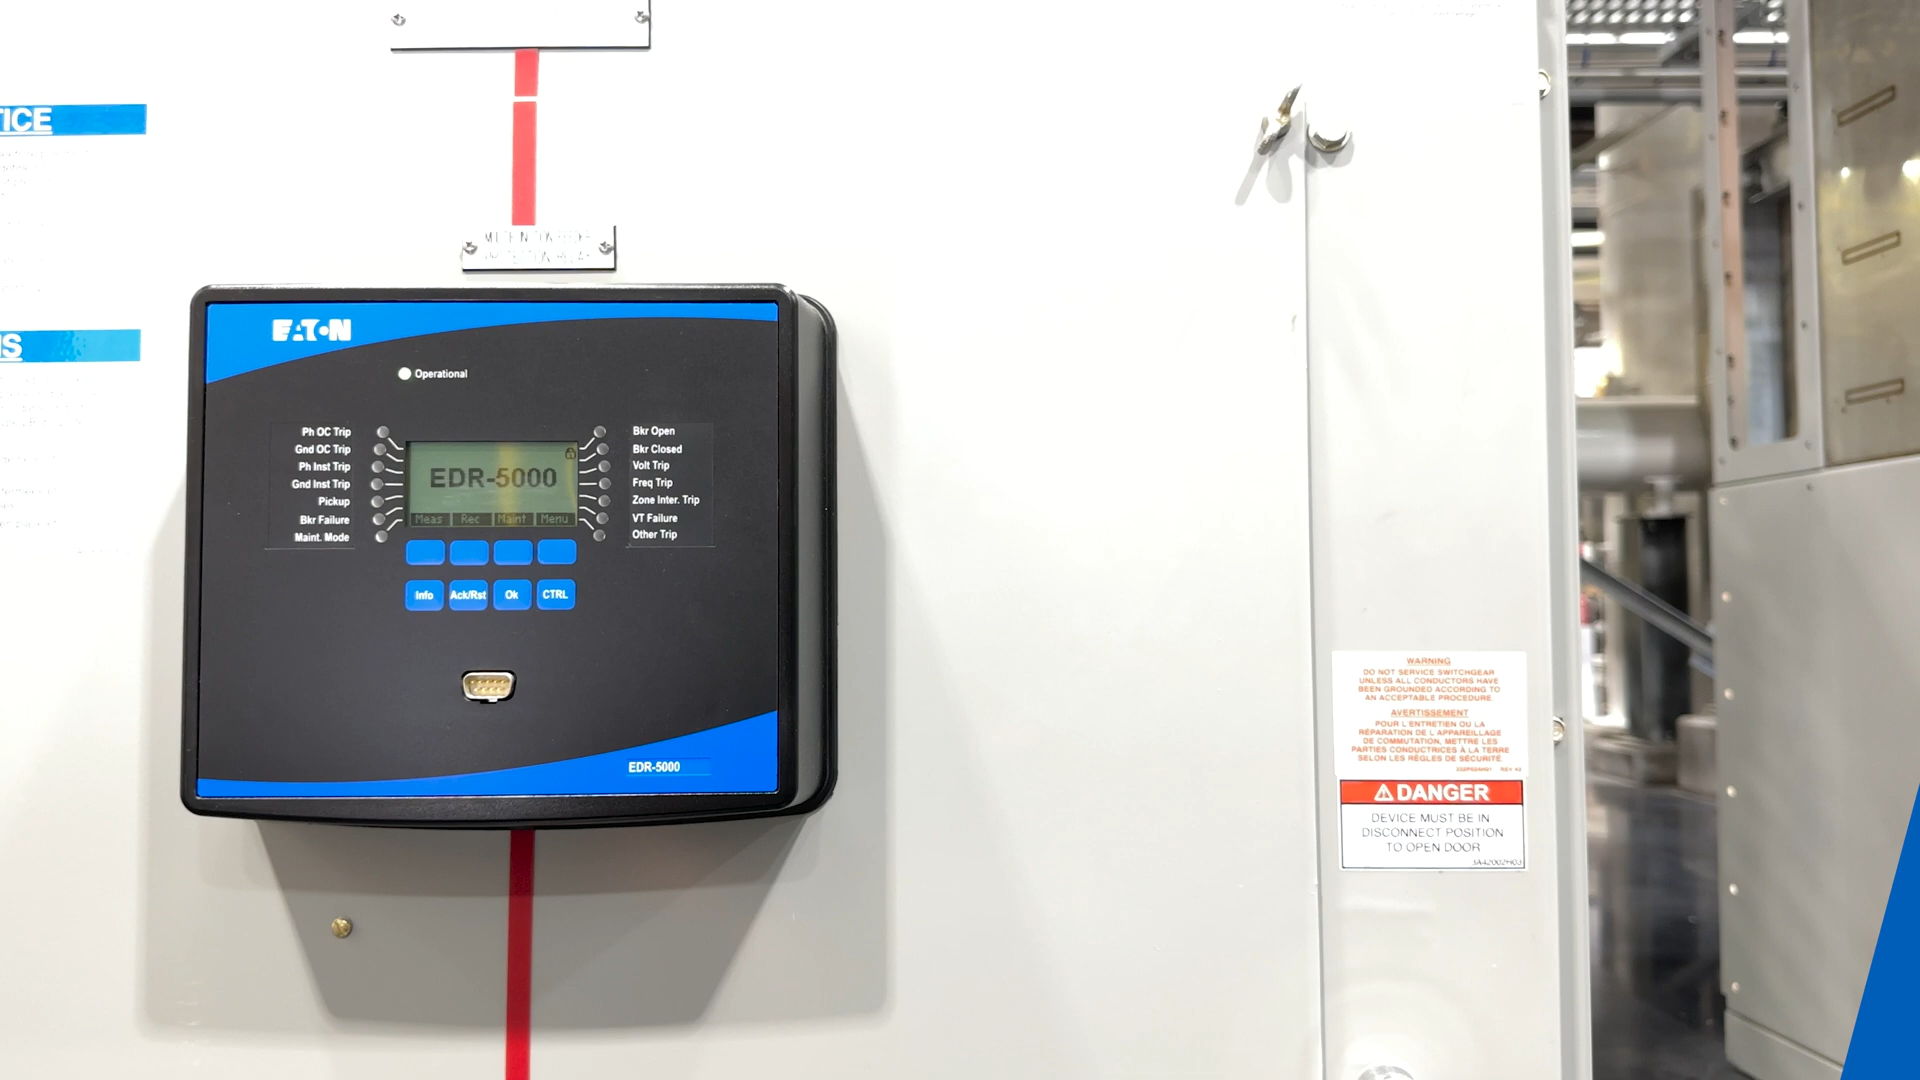 TICE
S
EATON
Operational
Ph OC Trip
Gnd OC Trip
Ph Inst Trip
Gnd Inst Trip
Pickup
Bkr Failure
Maint. Mode
EDR-5000
Meas Rec Maint Menu
Bkr Open
Bkr Closed
Volt Trip
Freq Trip
Zone Inter. Trip
VT Failure
Other Trip
Info Ack/Rst Ok CTRL
EDR-5000
WARNING
DO NOT SERVICE SWITCHGEAR
UNLESS ALL CONDUCTORS HAVE
BEEN GROUNDED ACCORDING TO
AN ACCEPTABLE PROCEDURE.
AVERTISSEMENT
POUR L'ENTRETIEN OU LA
RÉPARATION DE L'APPAREILLAGE
DE COMMUTATION, METTRE LES
PARTIES CONDUCTRICES À LA TERRE
SELON LES RÈGLES DE SÉCURITÉ.
DANGER
DEVICE MUST BE IN
DISCONNECT POSITION
TO OPEN DOOR
3A42002H03